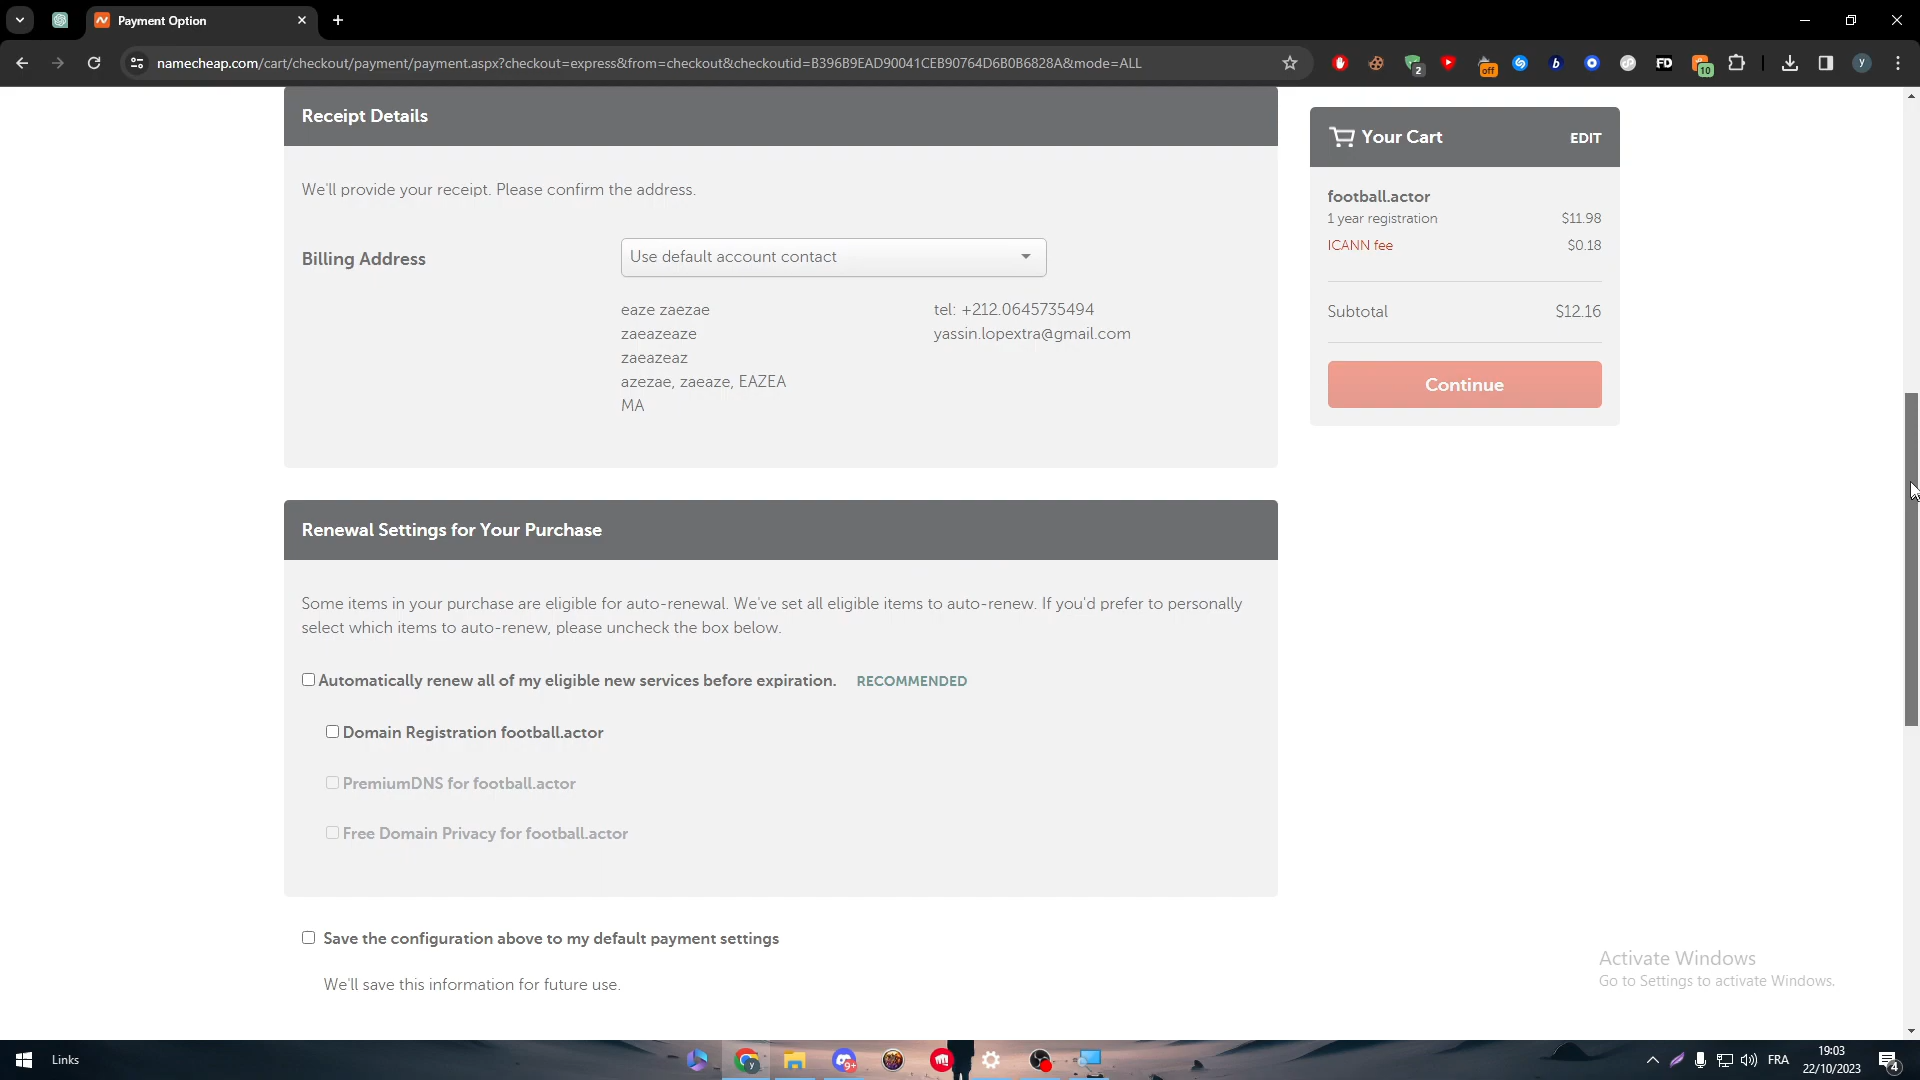 Payment Option
namecheap.com/cart/checkout/payment/payment.aspx?checkout=express&from=checkout&checkoutid=B396B9EAD90041CEB90764D6B0B6828A&mode=ALL
2
off
b
FD
10
y
Receipt Details
We'll provide your receipt. Please confirm the address.
Billing Address
Use default account contact
eaze zaezae
zaeazeaze
zaeazeaz
azezae, zaeaze, EAZEA
MA
tel: +212.0645735494
yassin.lopextra@gmail.com
Your Cart EDIT
football.actor
1 year registration $11.98
ICANN fee $0.18
Subtotal $12.16
Continue
Renewal Settings for Your Purchase
Some items in your purchase are eligible for auto-renewal. We've set all eligible items to auto-renew. If you'd prefer to personally
select which items to auto-renew, please uncheck the box below.
Automatically renew all of my eligible new services before expiration. RECOMMENDED
Domain Registration football.actor
PremiumDNS for football.actor
Free Domain Privacy for football.actor
Save the configuration above to my default payment settings
We'll save this information for future use.
Activate Windows
Go to Settings to activate Windows.
Links
y
9+
FRA
19:03
22/10/2023
4